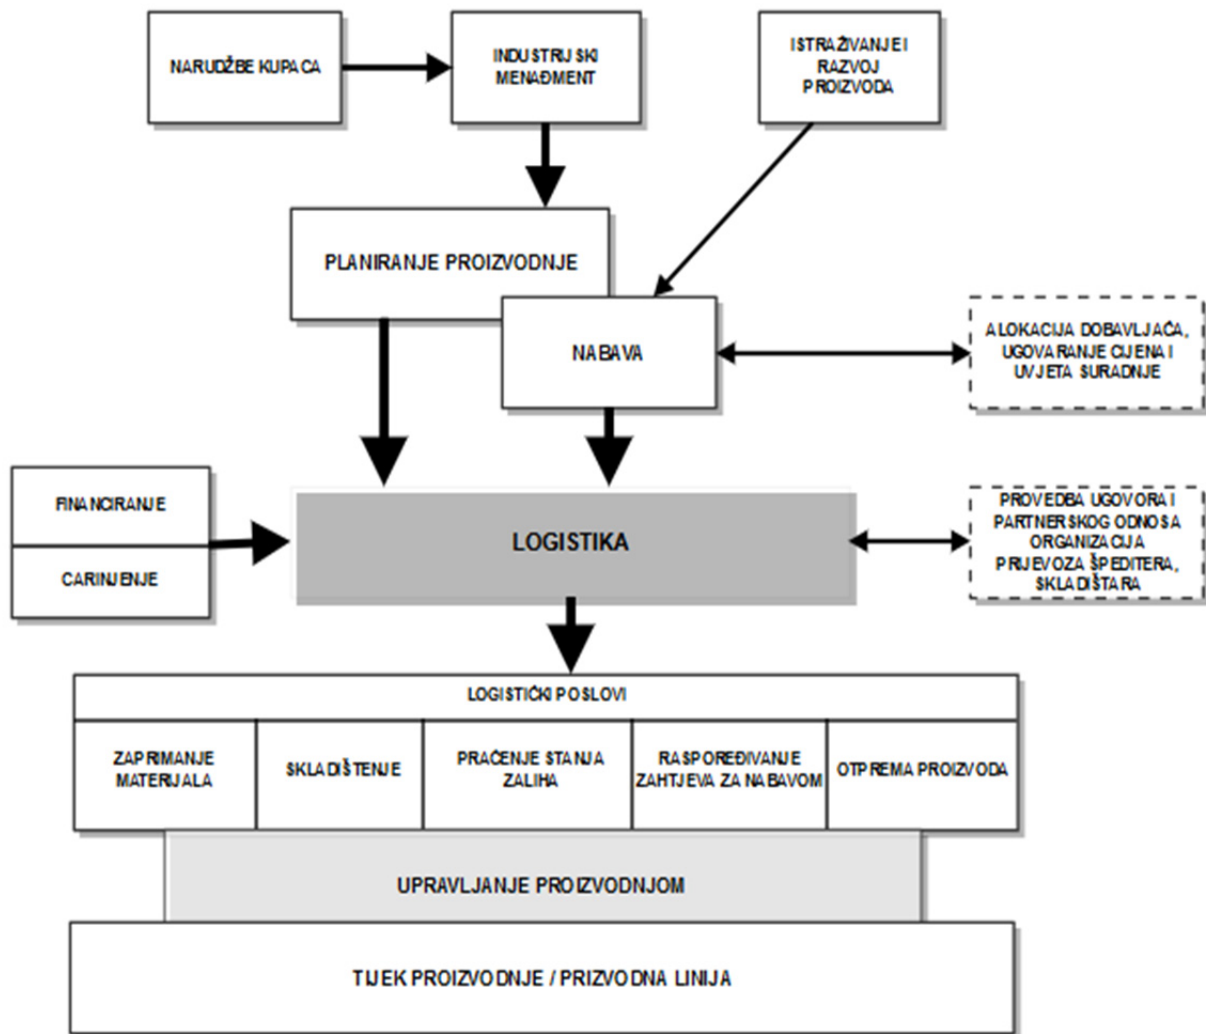 NARUDŽBE KUPACA
INDUSTRIJSKI
MENAĐMENT
ISTRAŽIVANJE I
RAZVOJ
PROIZVODA
PLANIRANJE PROIZVODNJE
NABAVA
ALOKACIJA DOBAVLJAČA,
UGOVARANJE CIJENA I
UVJETA SURADNJE
FINANCIRANJE
CARINJENJE
LOGISTIKA
PROVEDBA UGOVORA I
PARTNERSKOG ODNOSA
ORGANIZACIJA
PRIJEVOZA ŠPEDITERA,
SKLADIŠTARA
LOGISTIČKI POSLOVI
ZAPRIMANJE
MATERIJALA
SKLADIŠTENJE
PRAČENJE STANJA
ZALIHA
RASPOREĐIVANJE
ZAHTJEVA ZA NABAVOM
OTPREMA PROIZVODA
UPRAVLJANJE PROIZVODNJOM
TIJEK PROIZVODNJE / PRIZVODNA LINIJA